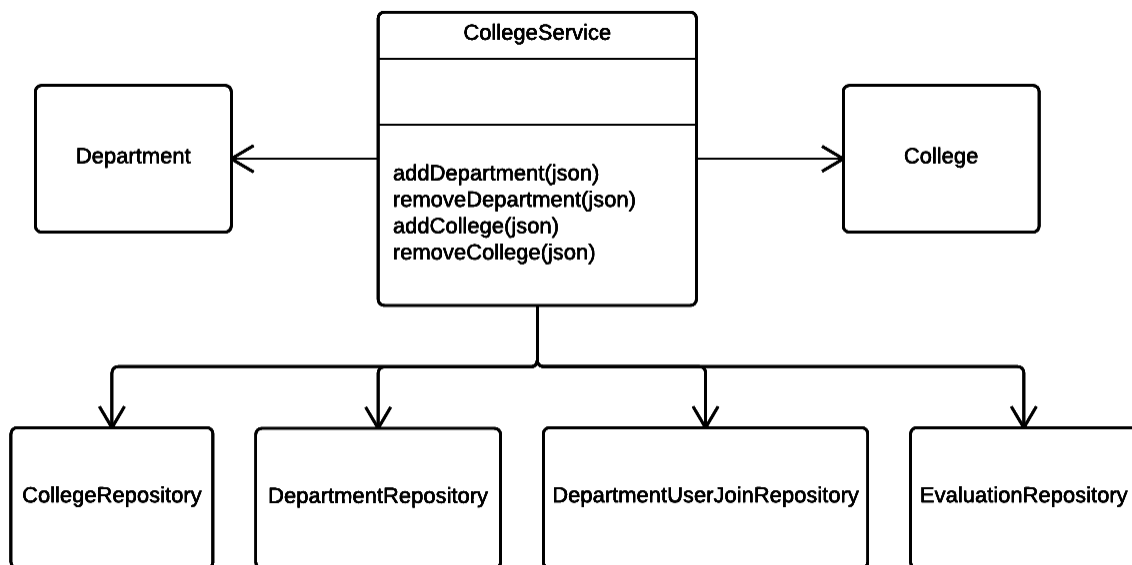 CollegeService
Department
College
addDepartment(json)
removeDepartment(json)
addCollege(json)
removeCollege(json)
CollegeRepository
DepartmentRepository
DepartmentUserJoinRepository
EvaluationRepository